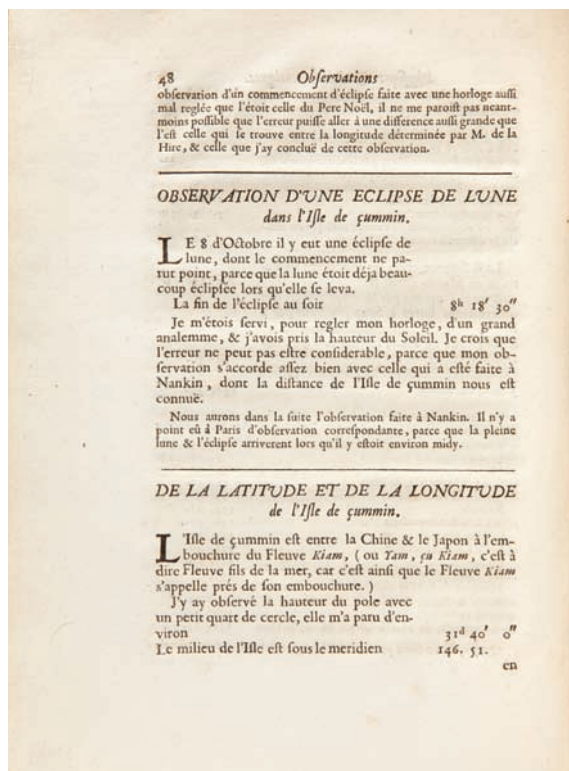 48 Obſervations
obſervation d'un commencement d'éclipſe faite avec une horloge auſſi
mal reglée que l'étoit celle du Pere Noël, il ne me paroiſt pas neant-
moins poſſible que l'erreur puiſſe aller à une difference auſſi grande que
l'eſt celle qui ſe trouve entre la longitude déterminée par M. de la
Hire, & celle que j'ay concluë de cette obſervation.
OBSERVATION D'VNE ECLIPSE DE LVNE
dans l'Iſle de çummin.
LE 8 d'Octobre il y eut une éclipſe de
lune, dont le commencement ne pa-
rut point, parce que la lune étoit déja beau-
coup éclipſée lors qu'elle ſe leva.
La fin de l'éclipſe au ſoir 8h 18' 30"
Je m'étois ſervi, pour regler mon horloge, d'un grand
analemme, & j'avois pris la hauteur du Soleil. Je crois que
l'erreur ne peut pas eſtre conſiderable, parce que mon ob-
ſervation s'accorde aſſez bien avec celle qui a eſté faite à
Nankin, dont la diſtance de l'Iſle de çummin nous eſt
connuë.
Nous aurons dans la ſuite l'obſervation faite à Nankin. Il n'y a
point eû à Paris d'obſervation correſpondante, parce que la pleine
lune & l'éclipſe arriverent lors qu'il y eſtoit environ midy.
DE LA LATITVDE ET DE LA LONGITVDE
de l'Iſle de çummin.
L'Iſle de çummin eſt entre la Chine & le Japon à l'em-
bouchure du Fleuve Kiam, ( ou Yam, çu Kiam, c'eſt à
dire Fleuve fils de la mer, car c'eſt ainſi que le Fleuve Kiam
s'appelle prés de ſon embouchure. )
J'y ay obſervé la hauteur du pole avec
un petit quart de cercle, elle m'a paru d'en-
viron 31d 40' 0"
Le milieu de l'Iſle eſt ſous le meridien 146. 51.
en